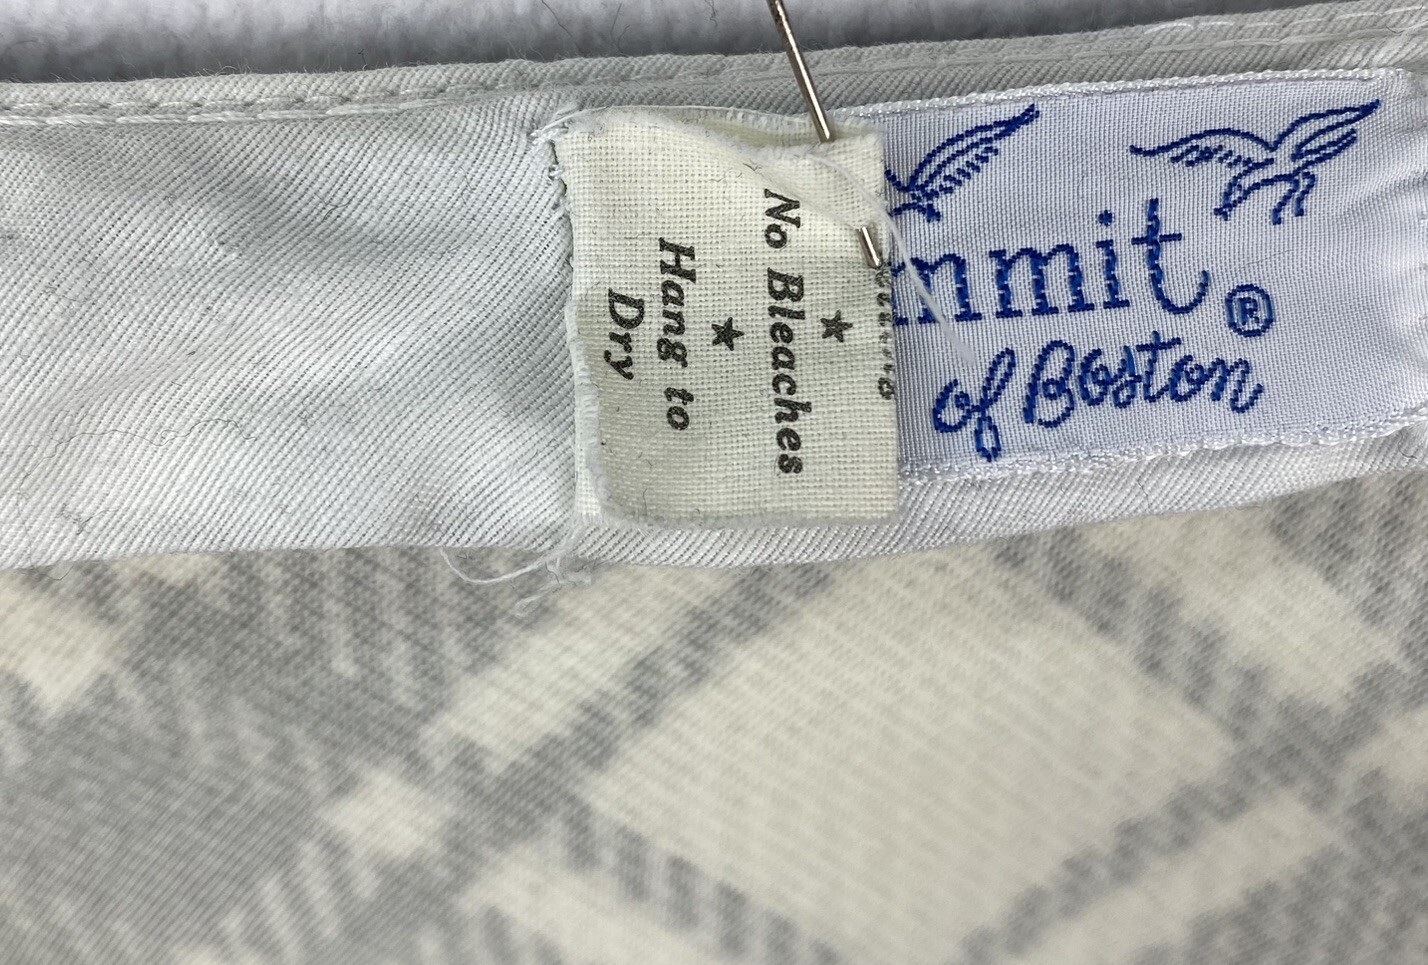 No Bleaches
★
Hang to
Dry
mmit ®
of Boston